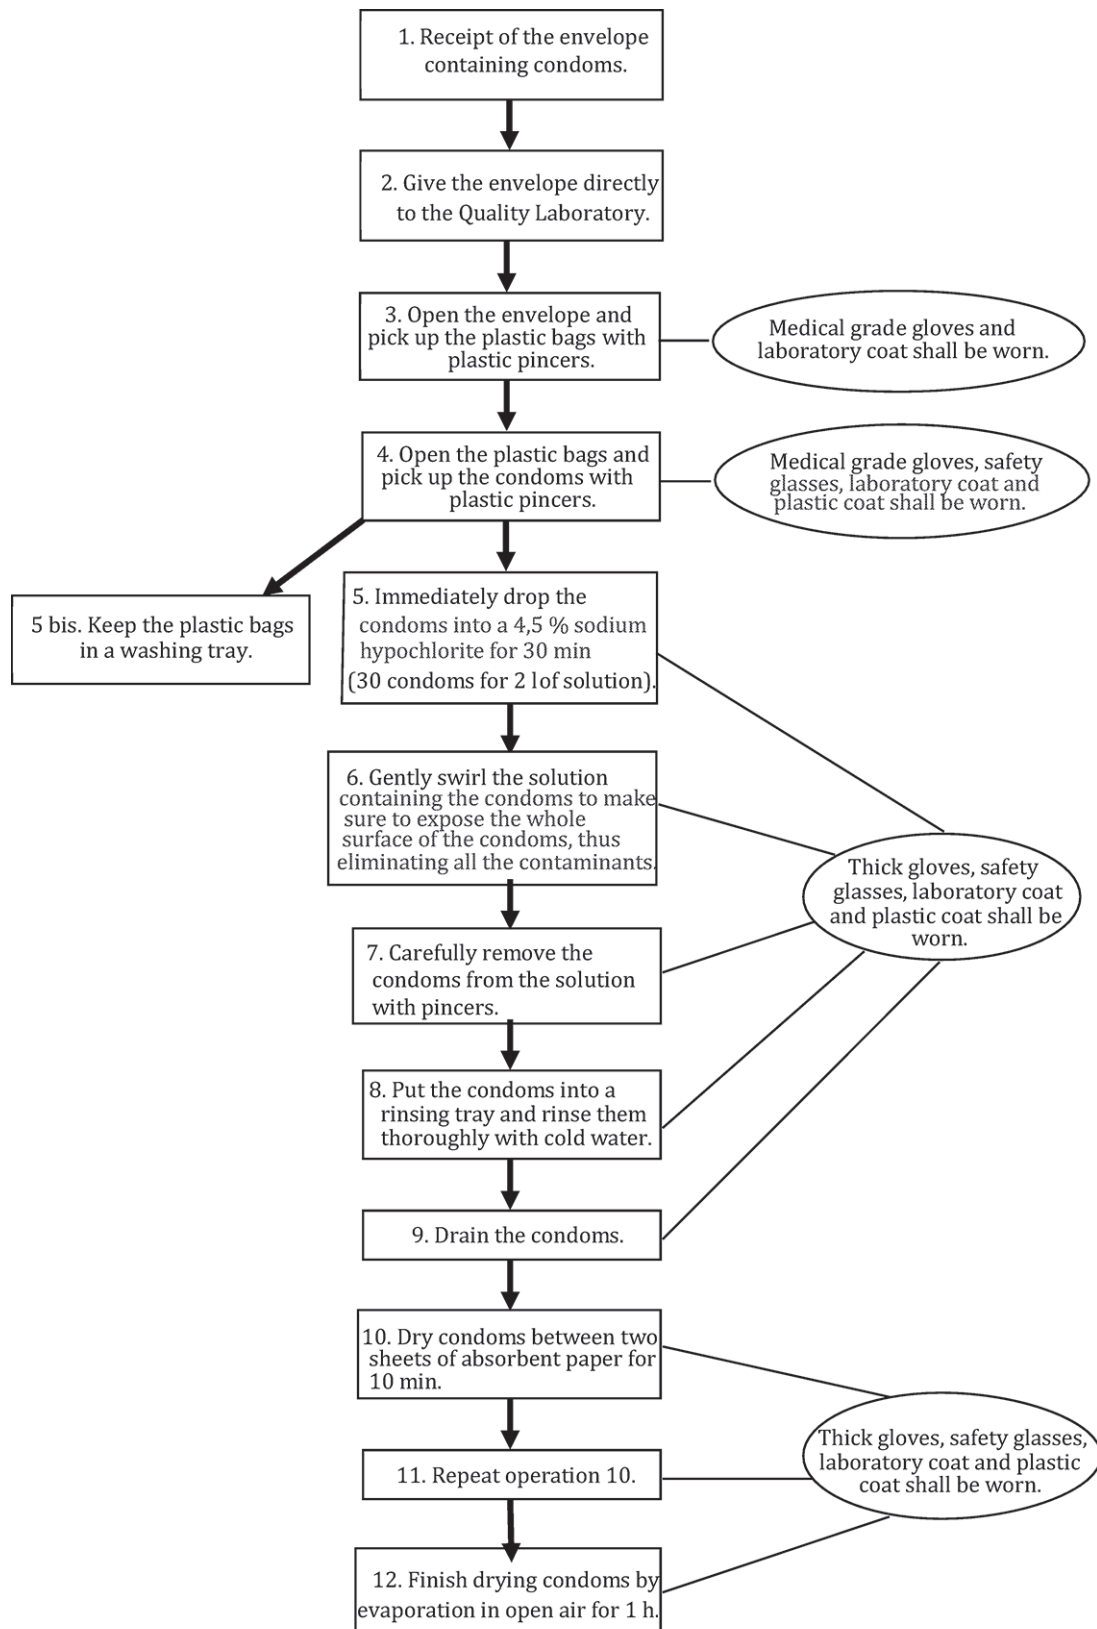 1. Receipt of the envelope
containing condoms.
2. Give the envelope directly
to the Quality Laboratory.
3. Open the envelope and
pick up the plastic bags with
plastic pincers.
Medical grade gloves and
laboratory coat shall be worn.
4. Open the plastic bags and
pick up the condoms with
plastic pincers.
Medical grade gloves, safety
glasses, laboratory coat and
plastic coat shall be worn.
5 bis. Keep the plastic bags
in a washing tray.
5. Immediately drop the
condoms into a 4,5 % sodium
hypochlorite for 30 min
(30 condoms for 2 lof solution).
6. Gently swirl the solution
containing the condoms to make
sure to expose the whole
surface of the condoms, thus
eliminating all the contaminants.
Thick gloves, safety
glasses, laboratory coat
and plastic coat shall be
worn.
7. Carefully remove the
condoms from the solution
with pincers.
8. Put the condoms into a
rinsing tray and rinse them
thoroughly with cold water.
9. Drain the condoms.
10. Dry condoms between two
sheets of absorbent paper for
10 min.
Thick gloves, safety glasses,
laboratory coat and plastic
coat shall be worn.
11. Repeat operation 10.
12. Finish drying condoms by
evaporation in open air for 1 h.